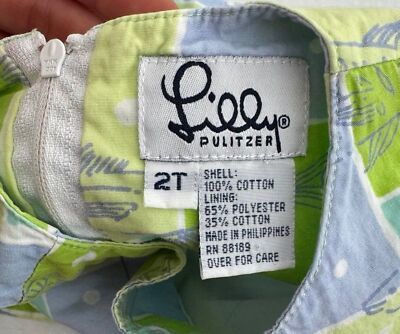 Lilly®
PULITZER
2T
SHELL:
100% COTTON
LINING:
65% POLYESTER
35% COTTON
MADE IN PHILIPPINES
RN 88189
OVER FOR CARE